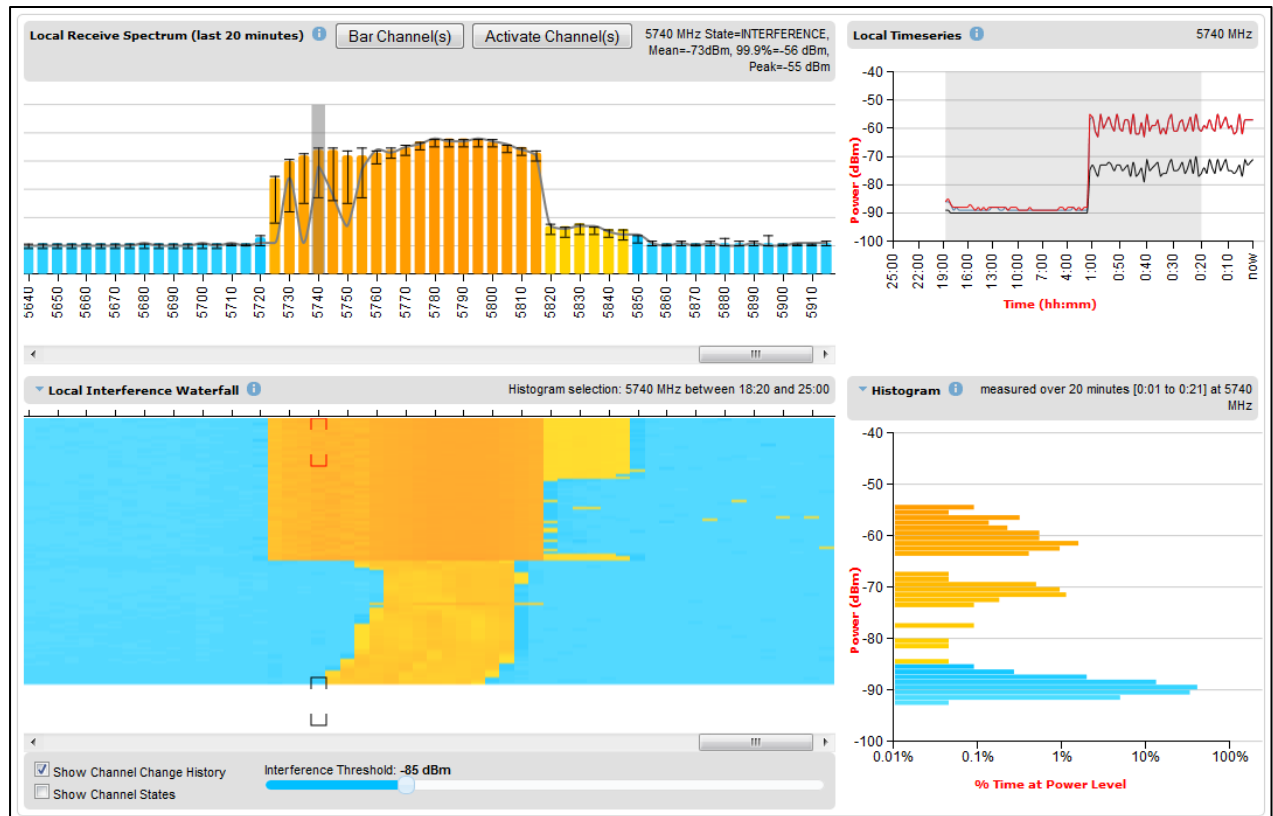 Local Receive Spectrum (last 20 minutes) i Bar Channel(s) Activate Channel(s) 5740 MHz State=INTERFERENCE,
Mean=-73dBm, 99.9%=-56 dBm,
Peak=-55 dBm
5640 5650 5660 5670 5680 5690 5700 5710 5720 5730 5740 5750 5760 5770 5780 5790 5800 5810 5820 5830 5840 5850 5860 5870 5880 5890 5900 5910
Local Timeseries i 5740 MHz
-40
-50
-60
-70
-80
-90
-100
Power (dBm)
25:00 22:00 19:00 16:00 13:00 10:00 7:00 4:00 1:00 0:50 0:40 0:30 0:20 0:10 now
Time (hh:mm)
Local Interference Waterfall i Histogram selection: 5740 MHz between 18:20 and 25:00
Show Channel Change History
Show Channel States
Interference Threshold: -85 dBm
Histogram i measured over 20 minutes [0:01 to 0:21] at 5740
MHz
-40
-50
-60
-70
-80
-90
-100
Power (dBm)
0.01% 0.1% 1% 10% 100%
% Time at Power Level